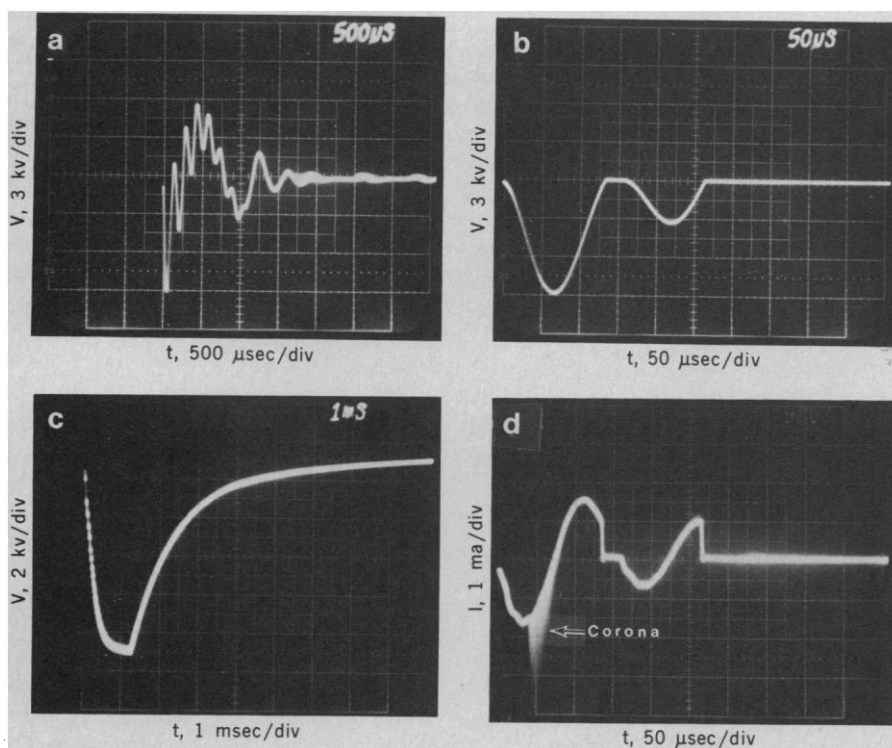 a
500µS
V, 3 kv/div
t, 500 µsec/div
b
50µS
V, 3 kv/div
t, 50 µsec/div
c
1mS
V, 2 kv/div
t, 1 msec/div
d
I, 1 ma/div
Corona
t, 50 µsec/div